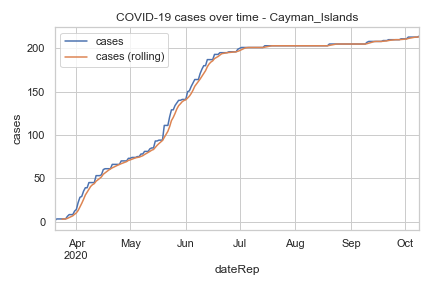 COVID-19 cases over time - Cayman_Islands
cases
cases (rolling)
cases
200
150
100
50
0
Apr May Jun Jul Aug Sep Oct
2020
dateRep